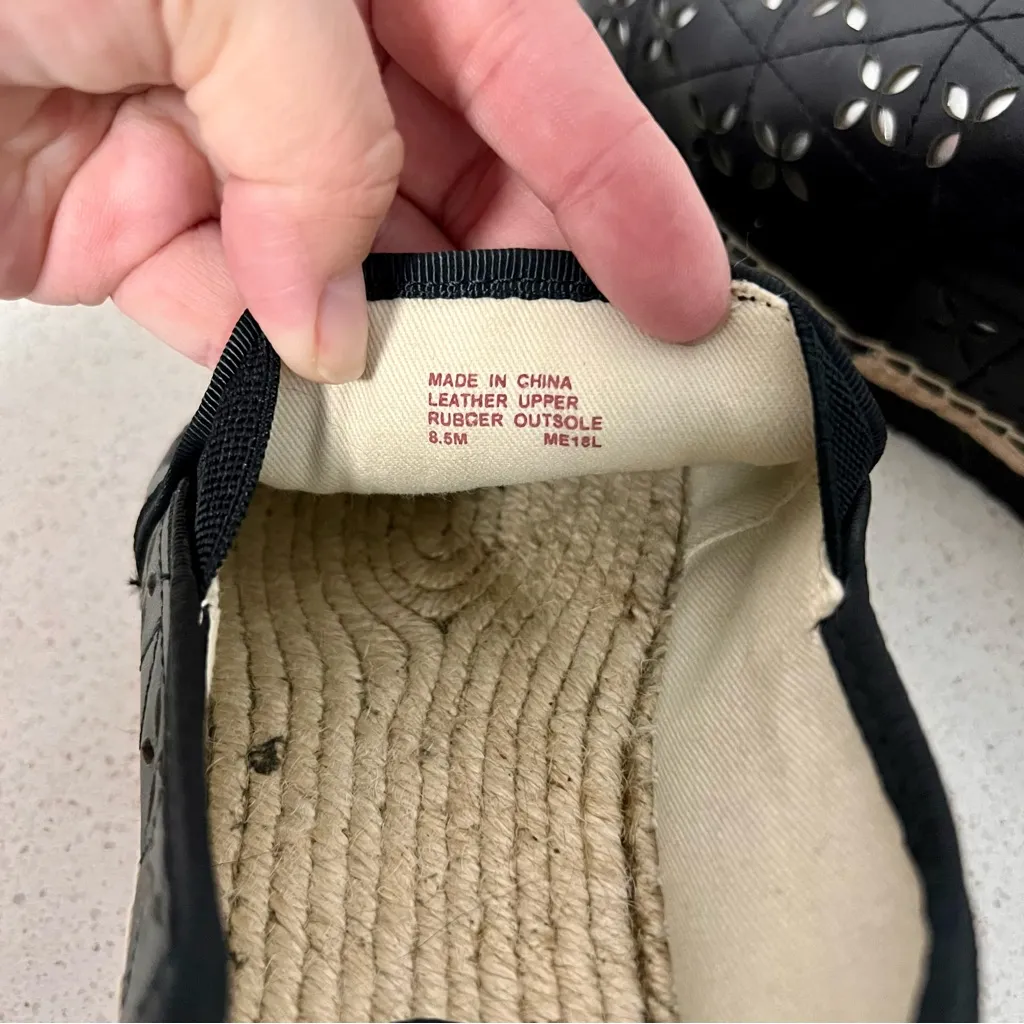 MADE IN CHINA
LEATHER UPPER
RUBBER OUTSOLE
8.5M ME18L